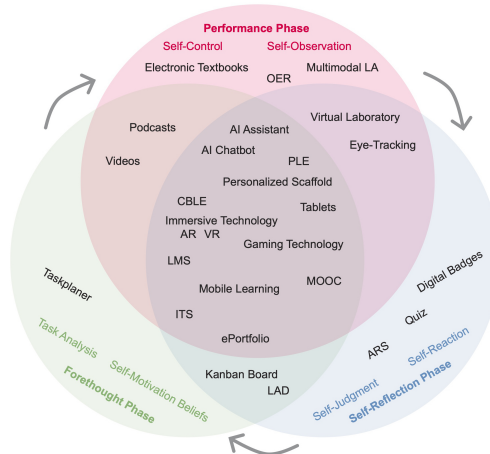 Performance Phase
Self-Control
Self-Observation
Electronic Textbooks
OER
Multimodal LA
Podcasts
AI Assistant
Virtual Laboratory
Videos
AI Chatbot
PLE
Eye-Tracking
Personalized Scaffold
CBLE
Tablets
Immersive Technology
AR VR
Gaming Technology
LMS
Mobile Learning
MOOC
ITS
ePortfolio
Taskplaner
Digital Badges
Quiz
ARS
Kanban Board
LAD
Task Analysis
Self-Motivation Beliefs
Forethought Phase
Self-Reaction
Self-Judgment
Self-Reflection Phase